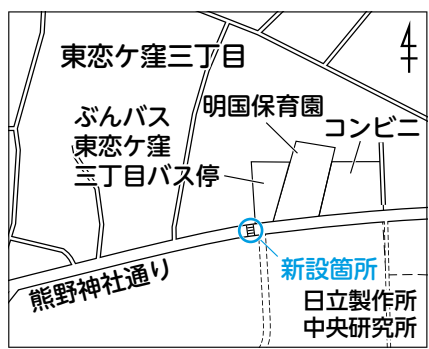 東恋ケ窪三丁目
明国保育園
コンビニ
ぶんバス
東恋ケ窪
三丁目バス停
新設箇所
熊野神社通り
日立製作所
中央研究所